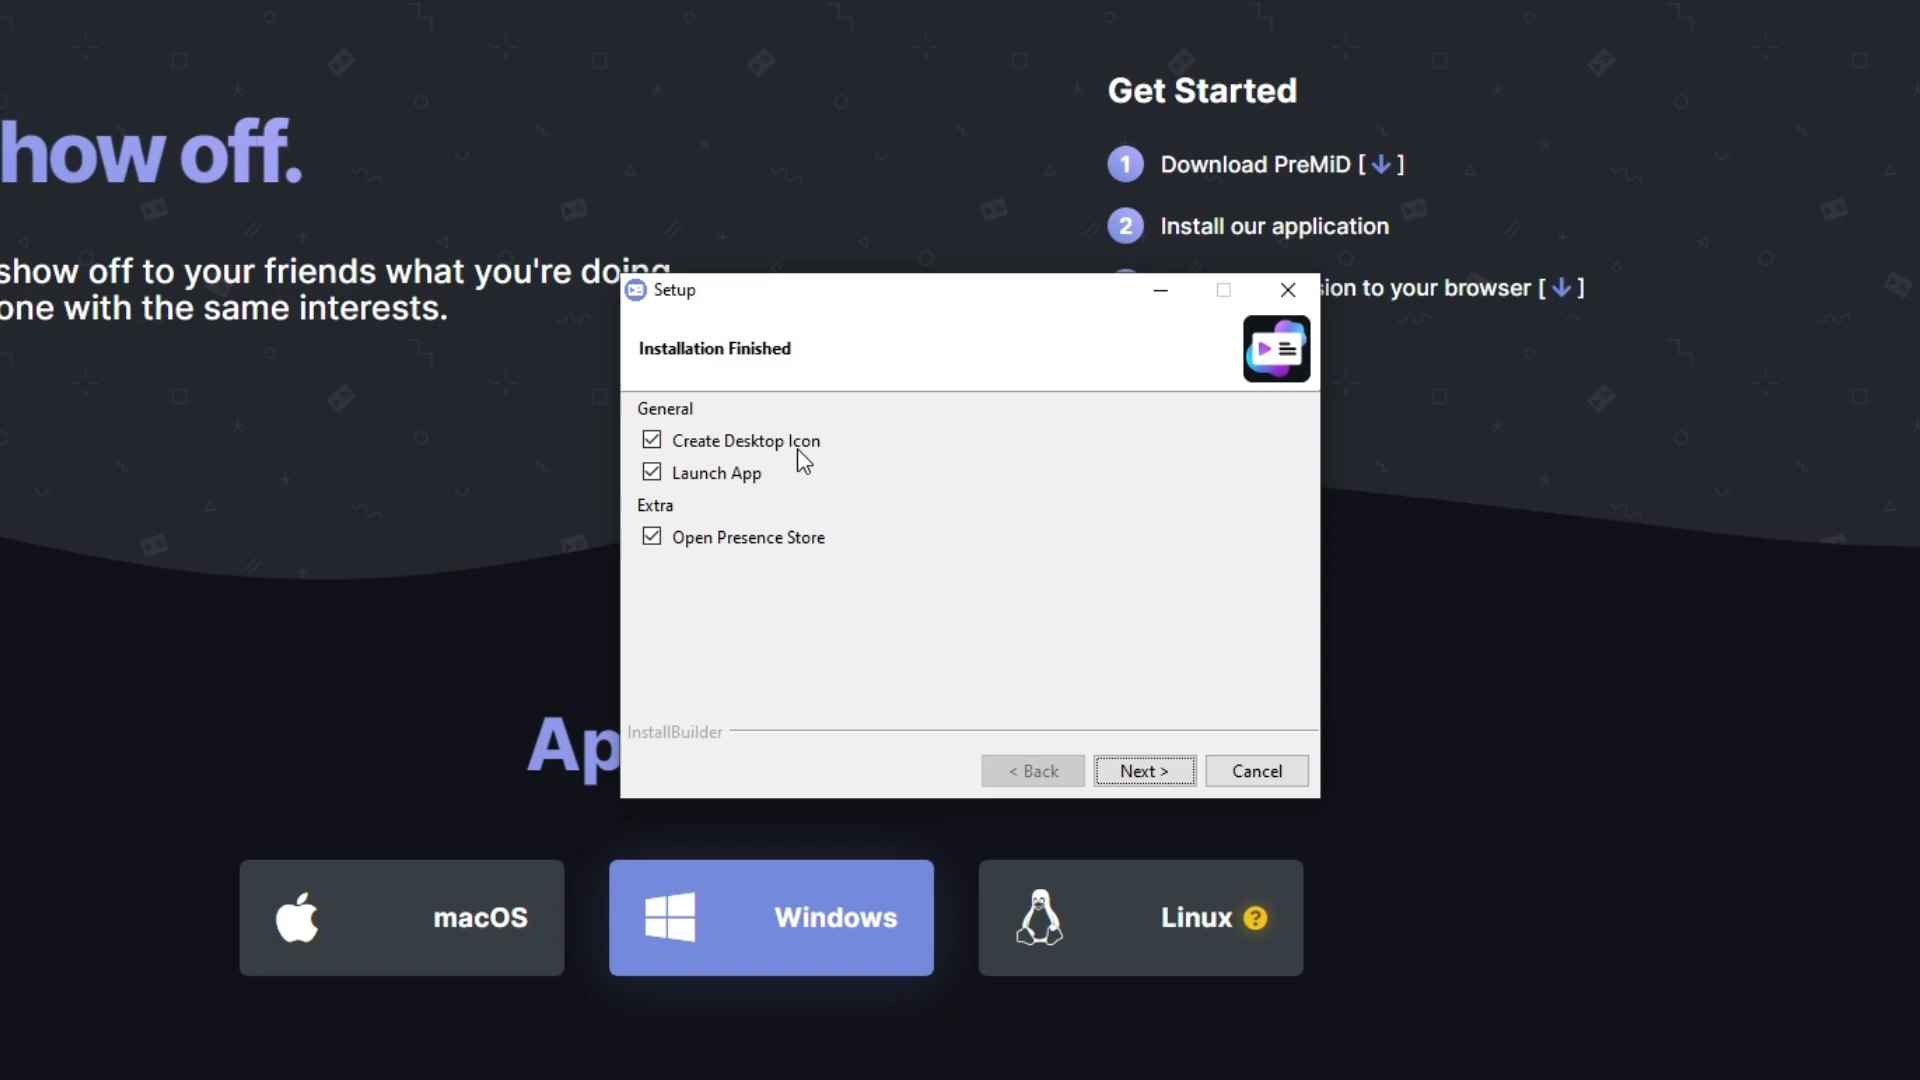 how off.
show off to your friends what you're doing
one with the same interests.
Get Started
1 Download PreMiD [ ↓ ]
2 Install our application
sion to your browser [ ↓ ]
Setup
Installation Finished
General
Create Desktop Icon
Launch App
Extra
Open Presence Store
InstallBuilder
< Back Next > Cancel
Ap
macOS
Windows
Linux ?